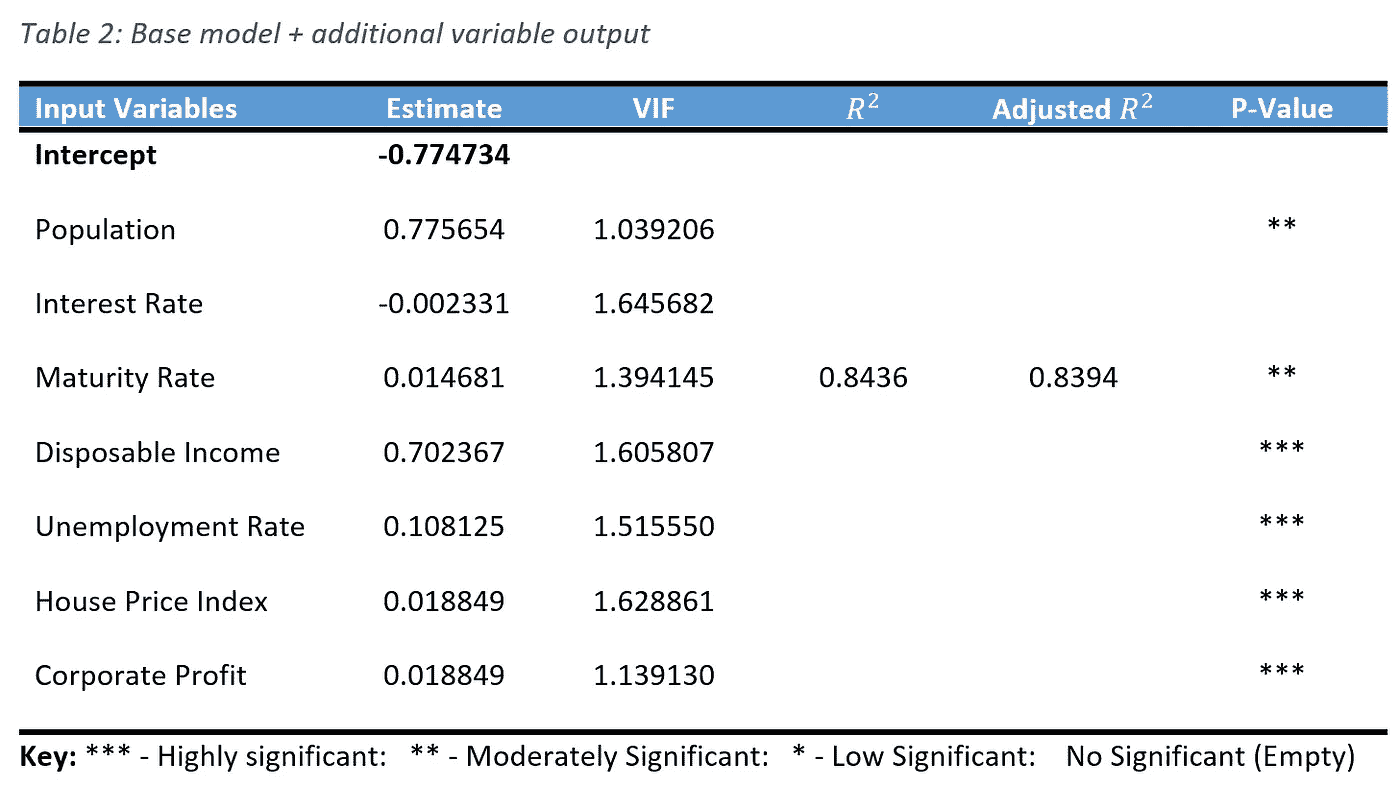 Table 2: Base model + additional variable output
Input Variables Estimate VIF R² Adjusted R² P-Value
Intercept -0.774734
Population 0.775654 1.039206 **
Interest Rate -0.002331 1.645682
Maturity Rate 0.014681 1.394145 0.8436 0.8394 **
Disposable Income 0.702367 1.605807 ***
Unemployment Rate 0.108125 1.515550 ***
House Price Index 0.018849 1.628861 ***
Corporate Profit 0.018849 1.139130 ***
Key: *** - Highly significant: ** - Moderately Significant: * - Low Significant: No Significant (Empty)